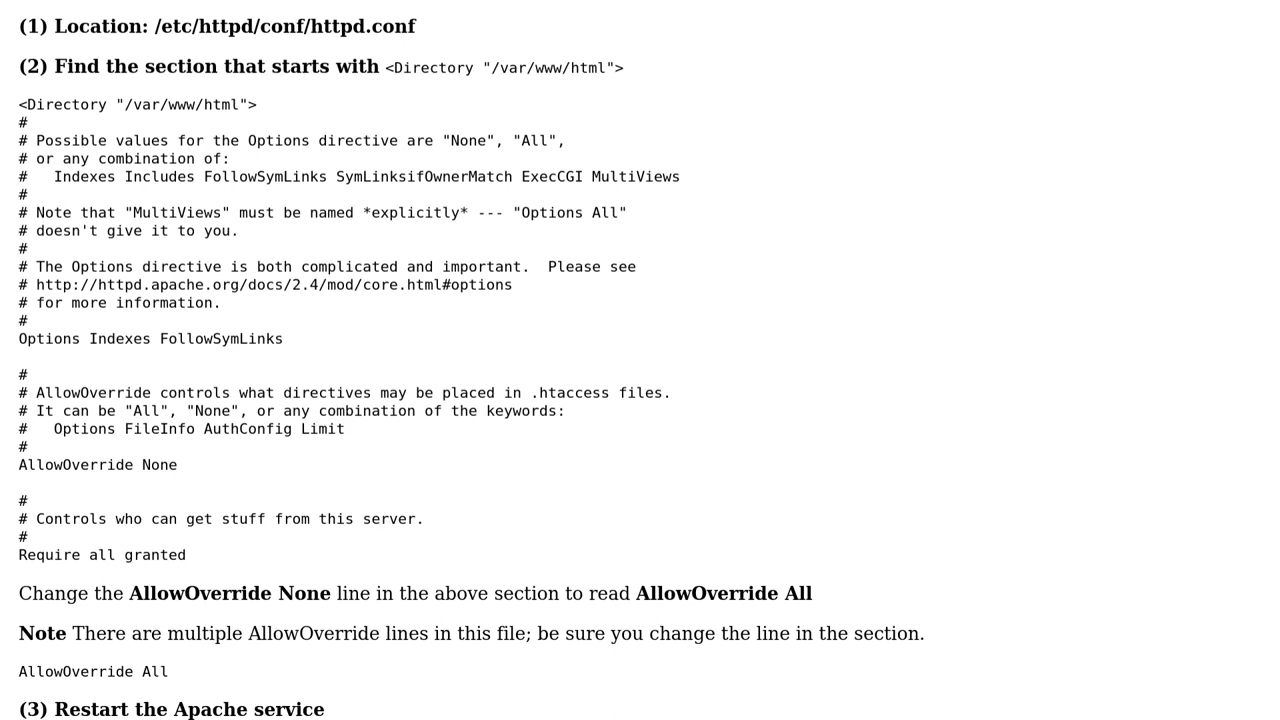 (1) Location: /etc/httpd/conf/httpd.conf
(2) Find the section that starts with <Directory "/var/www/html">
<Directory "/var/www/html">
#
# Possible values for the Options directive are "None", "All",
# or any combination of:
#   Indexes Includes FollowSymLinks SymLinksifOwnerMatch ExecCGI MultiViews
#
# Note that "MultiViews" must be named *explicitly* --- "Options All"
# doesn't give it to you.
#
# The Options directive is both complicated and important.  Please see
# http://httpd.apache.org/docs/2.4/mod/core.html#options
# for more information.
#
Options Indexes FollowSymLinks
#
# AllowOverride controls what directives may be placed in .htaccess files.
# It can be "All", "None", or any combination of the keywords:
#   Options FileInfo AuthConfig Limit
#
AllowOverride None
#
# Controls who can get stuff from this server.
#
Require all granted
Change the AllowOverride None line in the above section to read AllowOverride All
Note There are multiple AllowOverride lines in this file; be sure you change the line in the section.
AllowOverride All
(3) Restart the Apache service